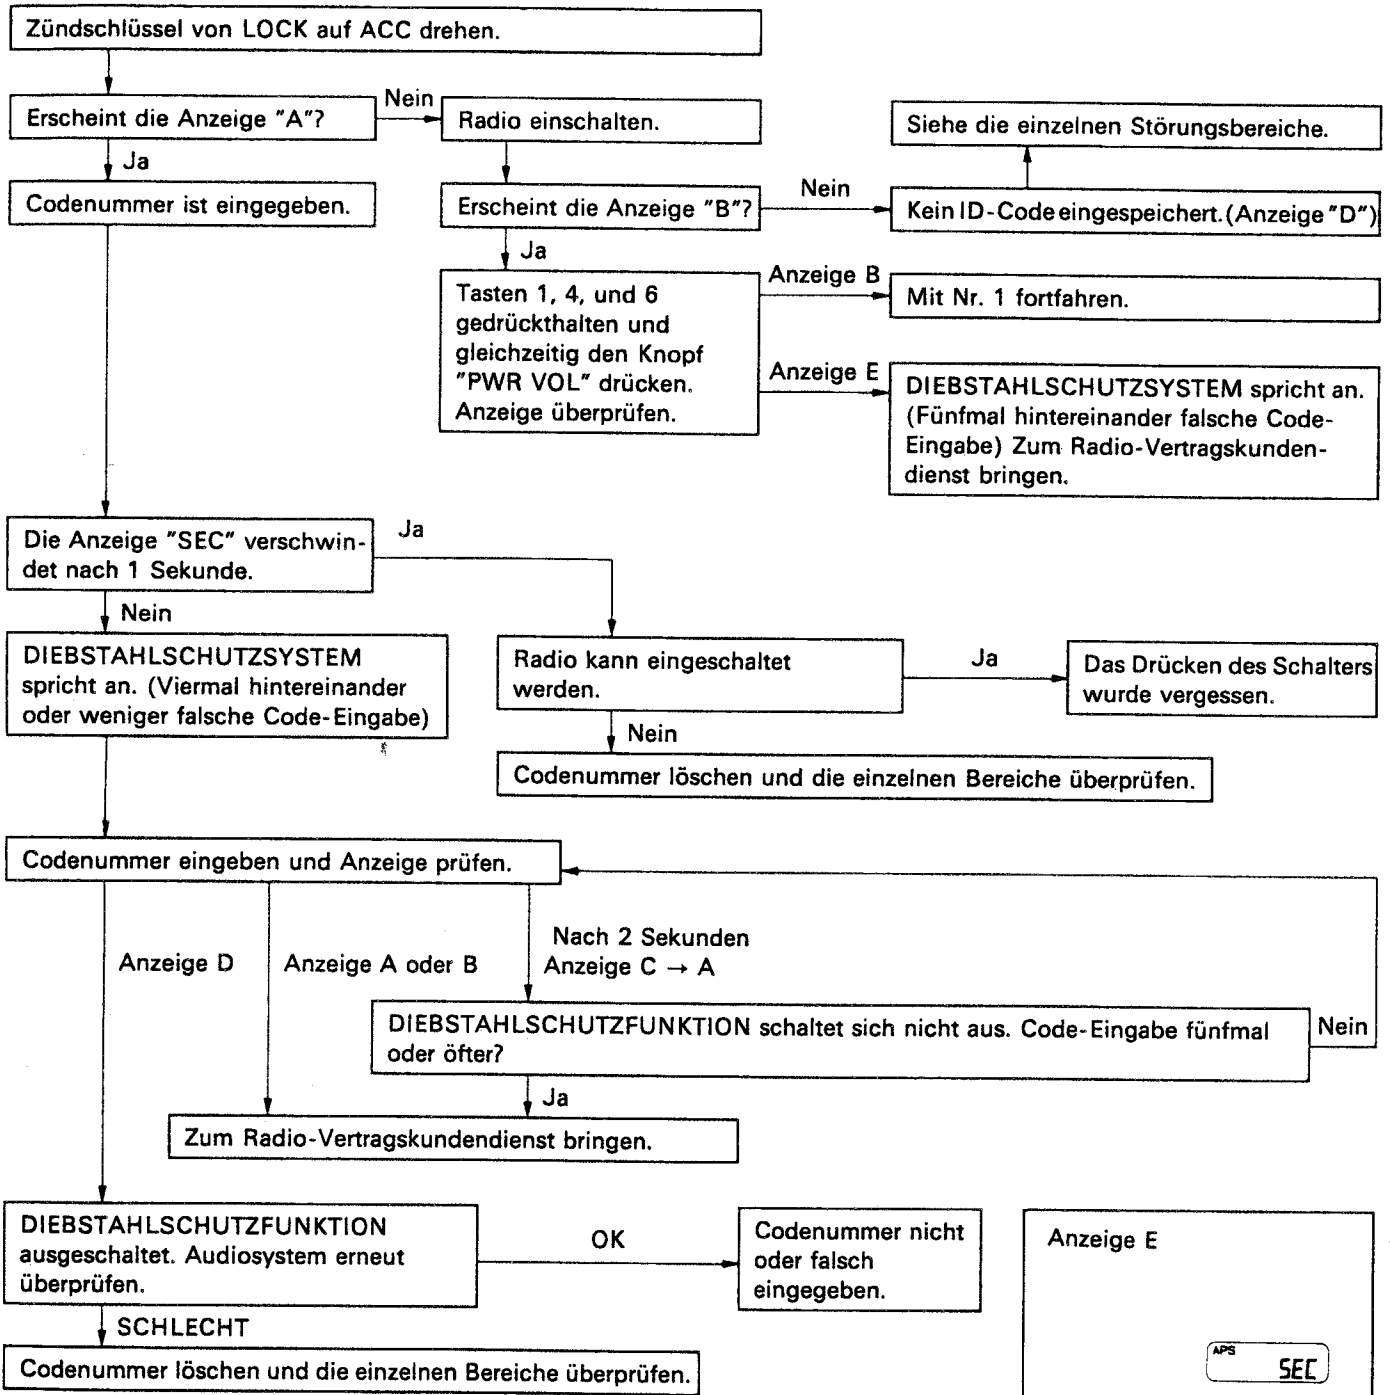 Zündschlüssel von LOCK auf ACC drehen.
Erscheint die Anzeige "A"?
Nein
Radio einschalten.
Siehe die einzelnen Störungsbereiche.
Ja
Codenummer ist eingegeben.
Erscheint die Anzeige "B"?
Nein
Kein ID-Code eingespeichert. (Anzeige "D")
Ja
Tasten 1, 4, und 6
gedrückthalten und
gleichzeitig den Knopf
"PWR VOL" drücken.
Anzeige überprüfen.
Anzeige B
Mit Nr. 1 fortfahren.
Anzeige E
DIEBSTAHLSCHUTZSYSTEM spricht an.
(Fünfmal hintereinander falsche Code-
Eingabe) Zum Radio-Vertragskunden-
dienst bringen.
Die Anzeige "SEC" verschwin-
det nach 1 Sekunde.
Ja
Nein
DIEBSTAHLSCHUTZSYSTEM
spricht an. (Viermal hintereinander
oder weniger falsche Code-Eingabe)
Radio kann eingeschaltet
werden.
Ja
Das Drücken des Schalters
wurde vergessen.
Nein
Codenummer löschen und die einzelnen Bereiche überprüfen.
Codenummer eingeben und Anzeige prüfen.
Anzeige D
Anzeige A oder B
Nach 2 Sekunden
Anzeige C → A
DIEBSTAHLSCHUTZFUNKTION schaltet sich nicht aus. Code-Eingabe fünfmal
oder öfter?
Nein
Ja
Zum Radio-Vertragskundendienst bringen.
DIEBSTAHLSCHUTZFUNKTION
ausgeschaltet. Audiosystem erneut
überprüfen.
OK
Codenummer nicht
oder falsch
eingegeben.
SCHLECHT
Codenummer löschen und die einzelnen Bereiche überprüfen.
Anzeige E
APS
SEC